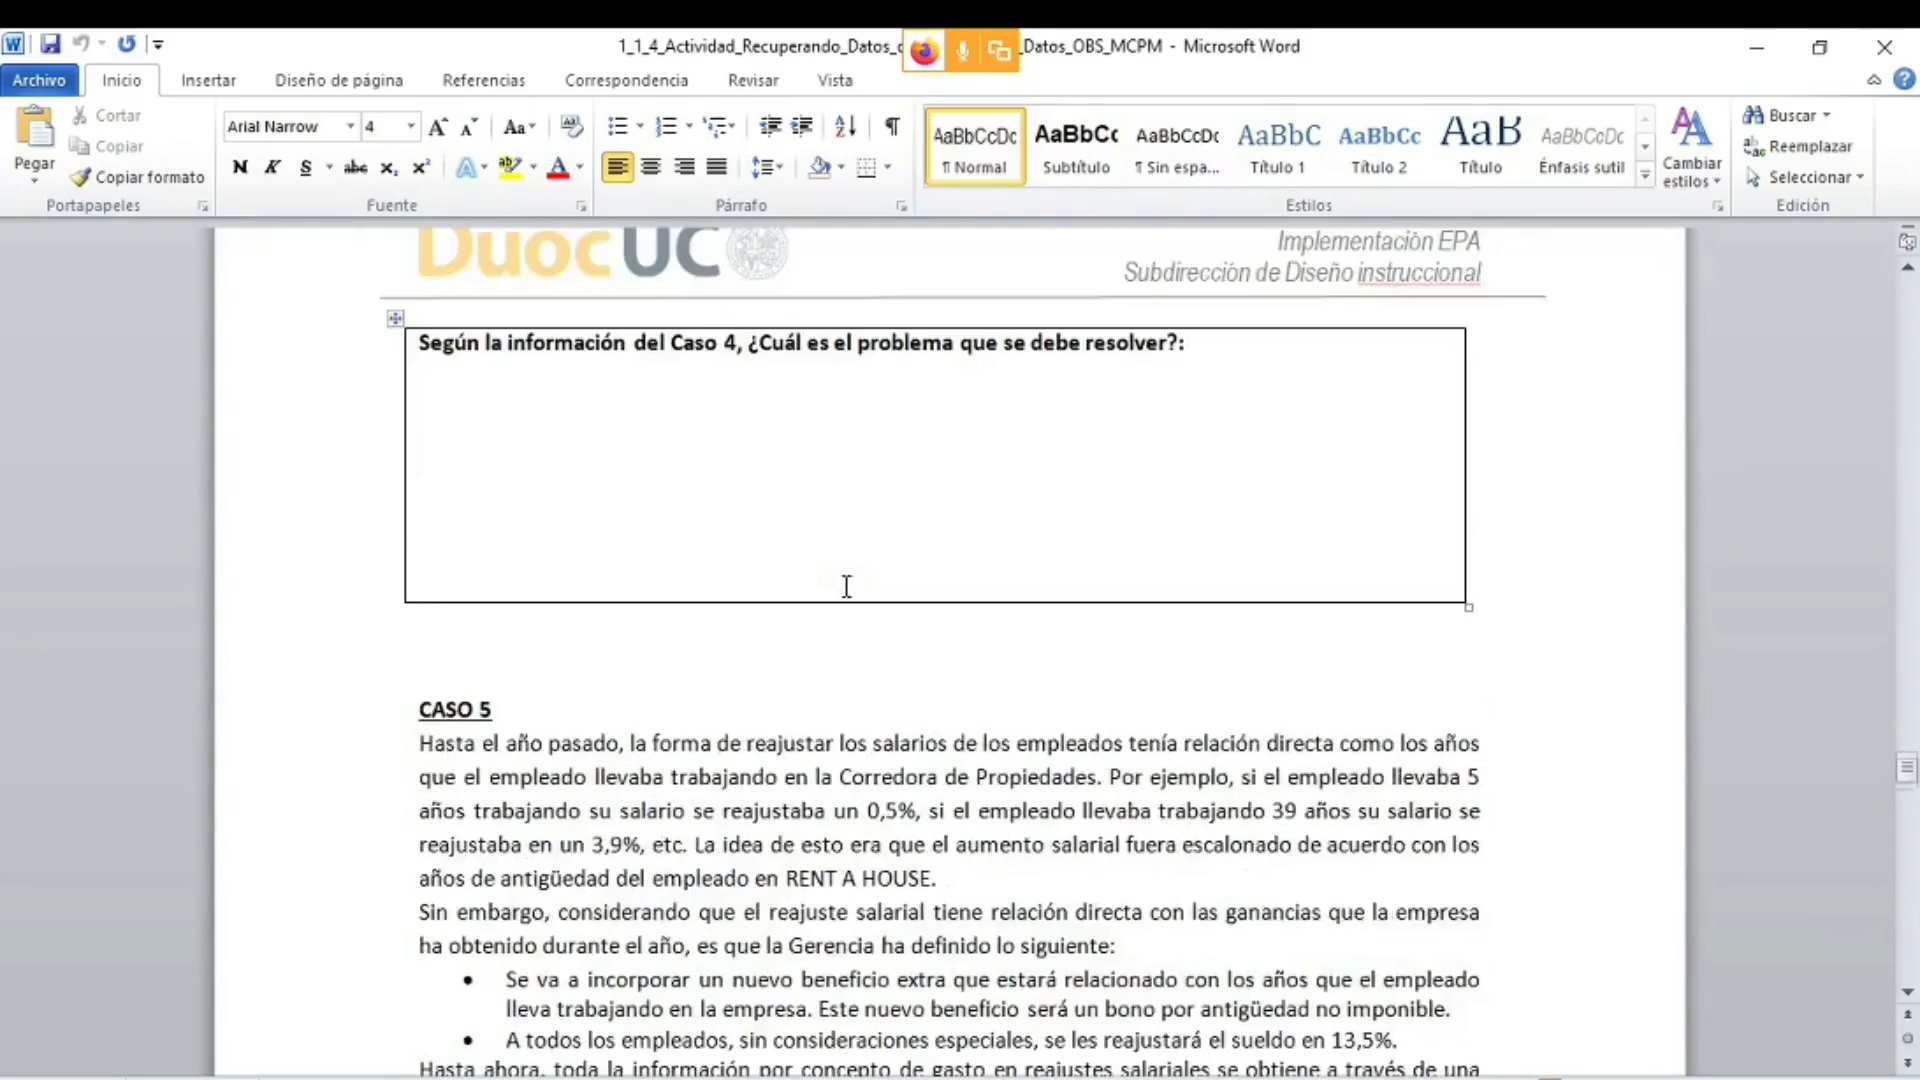 1_1_4_Actividad_Recuperando_Datos_ _Datos_OBS_MCPM - Microsoft Word
Archivo Inicio Insertar Diseño de página Referencias Correspondencia Revisar Vista
Pegar
Cortar
Copiar
Copiar formato
Portapapeles
Arial Narrow 4
Aa
N K S abc x₂ x²
Fuente
Párrafo
AaBbCcDc AaBbCc AaBbCcDc AaBbC AaBbCc AaB AaBbCcDc
¶ Normal Subtítulo ¶ Sin espa... Título 1 Título 2 Título Énfasis sutil
Cambiar
estilos
Estilos
Buscar
Reemplazar
Seleccionar
Edición
DuocUC
Implementación EPA
Subdirección de Diseño instruccional
Según la información del Caso 4, ¿Cuál es el problema que se debe resolver?:
CASO 5
Hasta el año pasado, la forma de reajustar los salarios de los empleados tenía relación directa como los años
que el empleado llevaba trabajando en la Corredora de Propiedades. Por ejemplo, si el empleado llevaba 5
años trabajando su salario se reajustaba un 0,5%, si el empleado llevaba trabajando 39 años su salario se
reajustaba en un 3,9%, etc. La idea de esto era que el aumento salarial fuera escalonado de acuerdo con los
años de antigüedad del empleado en RENT A HOUSE.
Sin embargo, considerando que el reajuste salarial tiene relación directa con las ganancias que la empresa
ha obtenido durante el año, es que la Gerencia ha definido lo siguiente:
• Se va a incorporar un nuevo beneficio extra que estará relacionado con los años que el empleado
lleva trabajando en la empresa. Este nuevo beneficio será un bono por antigüedad no imponible.
• A todos los empleados, sin consideraciones especiales, se les reajustará el sueldo en 13,5%.
Hasta ahora, toda la información por concepto de gasto en reajustes salariales se obtiene a través de una